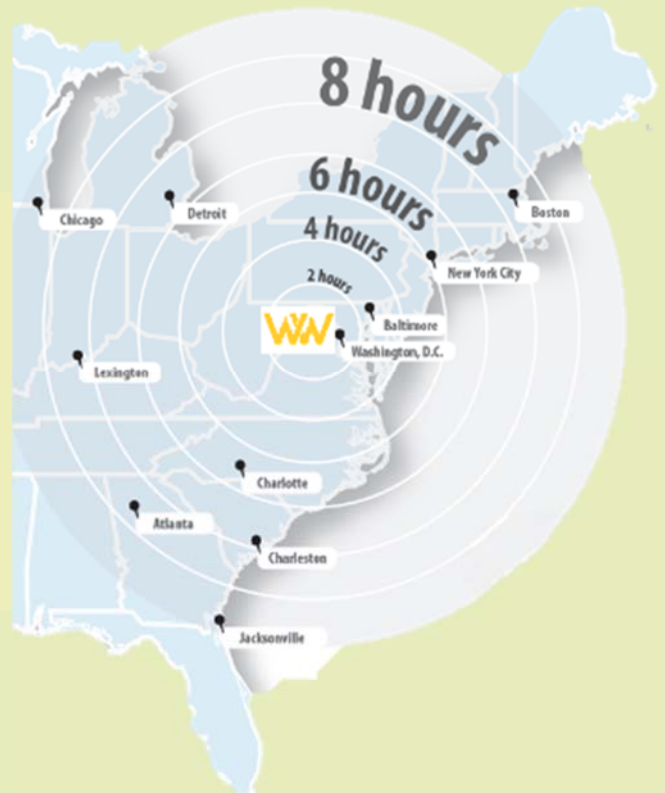 8 hours
6 hours
4 hours
2 hours
Chicago
Detroit
Boston
New York City
WW
Baltimore
Washington, D.C.
Lexington
Charlotte
Atlanta
Charleston
Jacksonville